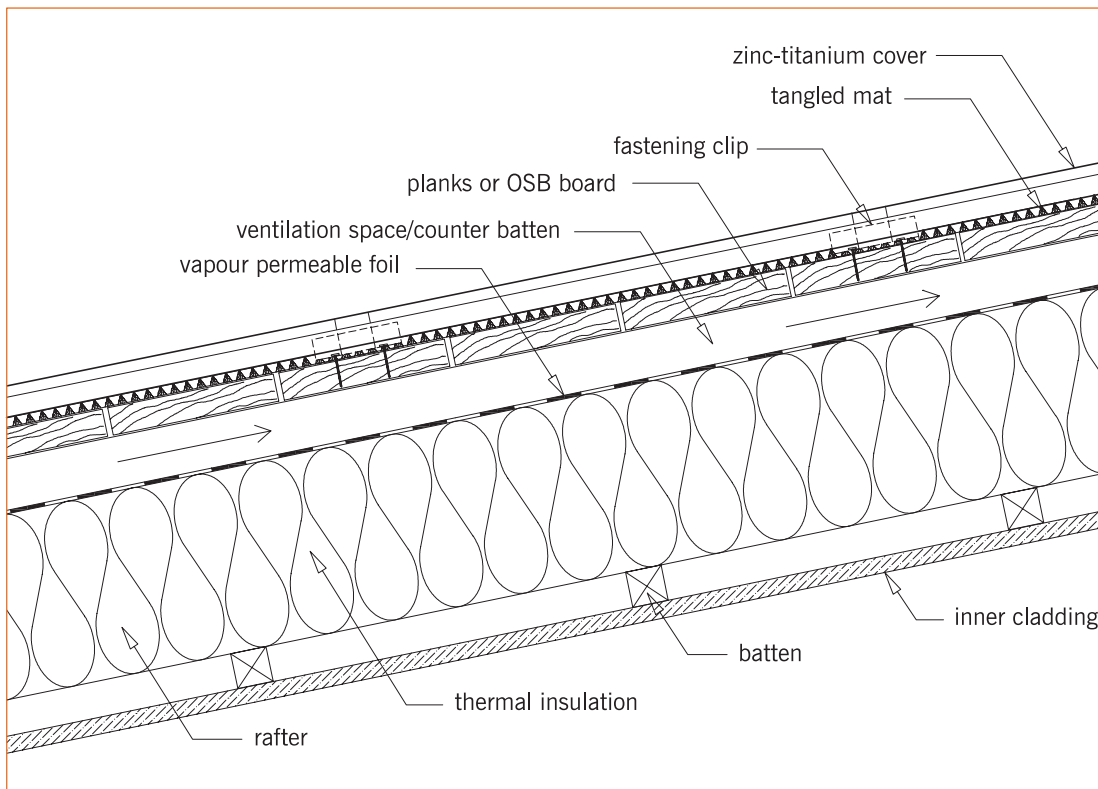 zinc-titanium cover
tangled mat
fastening clip
planks or OSB board
ventilation space/counter batten
vapour permeable foil
inner cladding
batten
thermal insulation
rafter